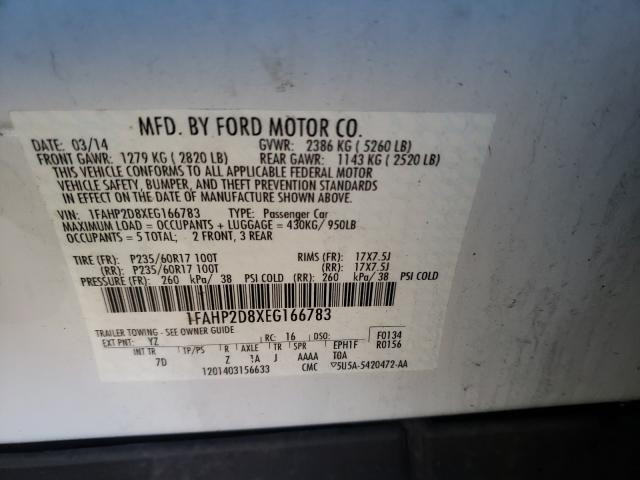 MFD. BY FORD MOTOR CO.
DATE: 03/14 GVWR: 2386 KG ( 5260 LB)
FRONT GAWR: 1279 KG ( 2820 LB) REAR GAWR: 1143 KG ( 2520 LB)
THIS VEHICLE CONFORMS TO ALL APPLICABLE FEDERAL MOTOR
VEHICLE SAFETY, BUMPER, AND THEFT PREVENTION STANDARDS
IN EFFECT ON THE DATE OF MANUFACTURE SHOWN ABOVE.
VIN: 1FAHP2D8XEG166783 TYPE: Passenger Car
MAXIMUM LOAD = OCCUPANTS + LUGGAGE = 430KG/ 950LB
OCCUPANTS = 5 TOTAL; 2 FRONT, 3 REAR
TIRE (FR): P235/60R17 100T RIMS (FR): 17X7.5J
(RR): P235/60R17 100T (RR): 17X7.5J
PRESSURE (FR): 260 kPa/ 38 PSI COLD (RR): 260 kPa/ 38 PSI COLD
1FAHP2D8XEG166783
TRAILER TOWING - SEE OWNER GUIDE F0134
EXT PNT: YZ RC: 16 DSO: R0156
INT TR TP/PS R AXLE TR SPR EPH1F
7D Z 1A J AAAA T0A
1201403156633 CMC ▽5U5A-5420472-AA